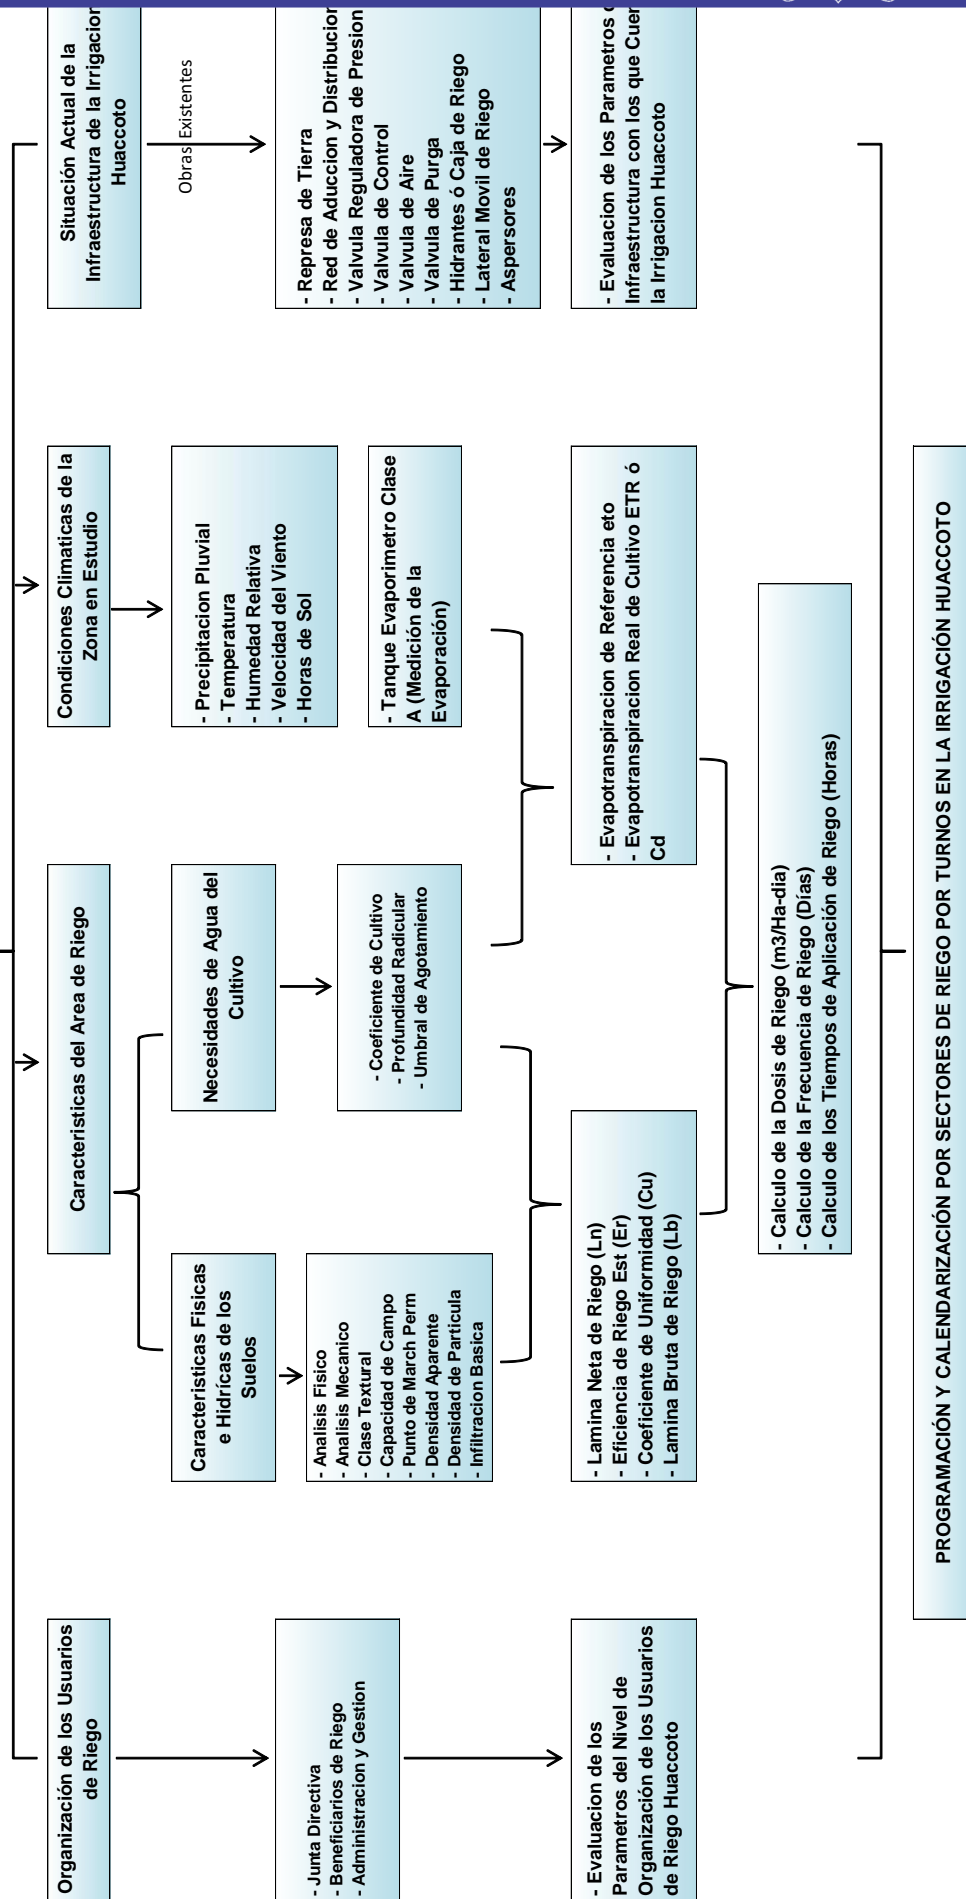 Organización de los Usuarios
de Riego
Caracteristicas del Area de Riego
Condiciones Climaticas de la
Zona en Estudio
Situación Actual de la
Infraestructura de la Irrigacion
Huaccoto
Obras Existentes
Caracteristicas Fisicas
e Hidrícas de los
Suelos
Necesidades de Agua del
Cultivo
- Precipitacion Pluvial
- Temperatura
- Humedad Relativa
- Velocidad del Viento
- Horas de Sol
- Junta Directiva
- Beneficiarios de Riego
- Administracion y Gestion
- Analisis Fisico
- Analisis Mecanico
- Clase Textural
- Capacidad de Campo
- Punto de March Perm
- Densidad Aparente
- Densidad de Particula
- Infiltracion Basica
- Coeficiente de Cultivo
- Profundidad Radicular
- Umbral de Agotamiento
- Tanque Evaporimetro Clase
A (Medición de la
Evaporación)
- Represa de Tierra
- Red de Aduccion y Distribucion
- Valvula Reguladora de Presion
- Valvula de Control
- Valvula de Aire
- Valvula de Purga
- Hidrantes ó Caja de Riego
- Lateral Movil de Riego
- Aspersores
- Evaluacion de los
Parametros del Nivel de
Organización de los Usuarios
de Riego Huaccoto
- Lamina Neta de Riego (Ln)
- Eficiencia de Riego Est (Er)
- Coeficiente de Uniformidad (Cu)
- Lamina Bruta de Riego (Lb)
- Evapotranspiracion de Referencia eto
- Evapotranspiracion Real de Cultivo ETR ó
Cd
- Evaluacion de los Parametros
Infraestructura con los que Cuen
la Irrigacion Huaccoto
- Calculo de la Dosis de Riego (m3/Ha-dia)
- Calculo de la Frecuencia de Riego (Días)
- Calculo de los Tiempos de Aplicación de Riego (Horas)
PROGRAMACIÓN Y CALENDARIZACIÓN POR SECTORES DE RIEGO POR TURNOS EN LA IRRIGACIÓN HUACCOTO